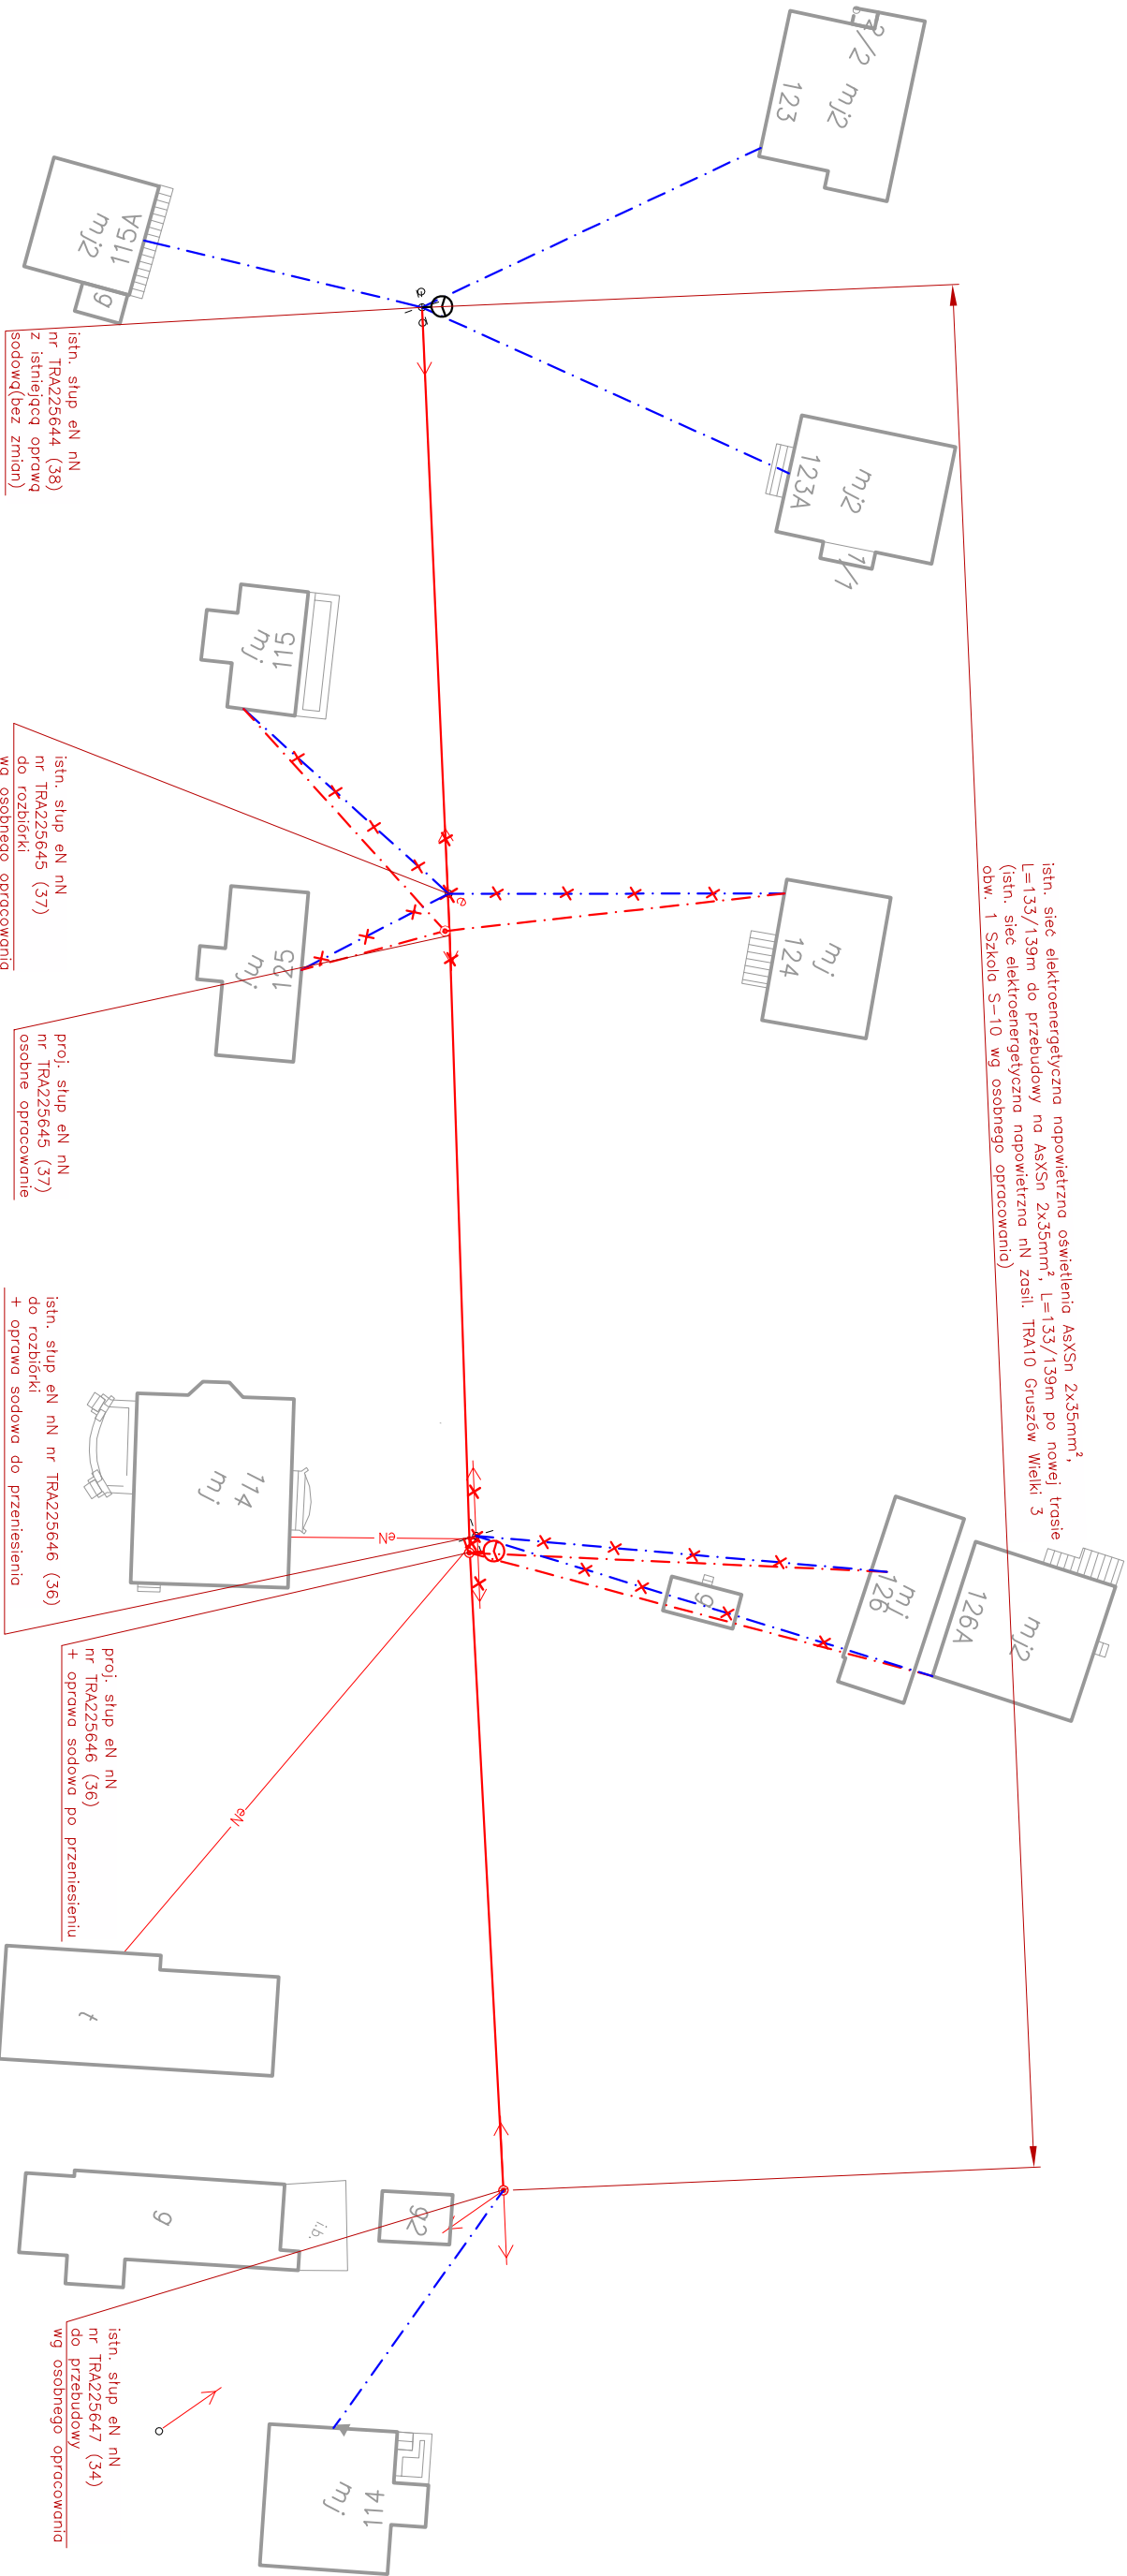 4/2
mj2
123
115A
mj2
g
istn. słup eN nN
nr TRA225644 (38)
z istniejącą oprawą
sodową(bez zmian)
mj2
123A
1/1
115
mj
istn. sieć elektroenergetyczna napowietrzna oświetlenia AsXSn 2x35mm²,
L=133/139m do przebudowy na AsXSn 2x35mm², L=133/139m po nowej trasie
(istn. sieć elektroenergetyczna napowietrzna nN zasil. TRA10 Gruszów Wielki 3
obw. 1 Szkola S-10 wg osobnego opracowania)
istn. słup eN nN
nr TRA225645 (37)
do rozbiórki
wg osobnego opracowania
e
mj
124
125
mj
proj. słup eN nN
nr TRA225645 (37)
osobne opracowanie
istn. słup eN nN nr TRA225646 (36)
do rozbiórki
+ oprawa sodowa do przeniesienia
114
mj
eN
mj
126
mj2
126A
g
proj. słup eN nN
nr TRA225646 (36)
+ oprawa sodowa po przeniesieniu
eN
t
g
i.b.
g2
istn. słup eN nN
nr TRA225647 (34)
do przebudowy
wg osobnego opracowania
111
mj